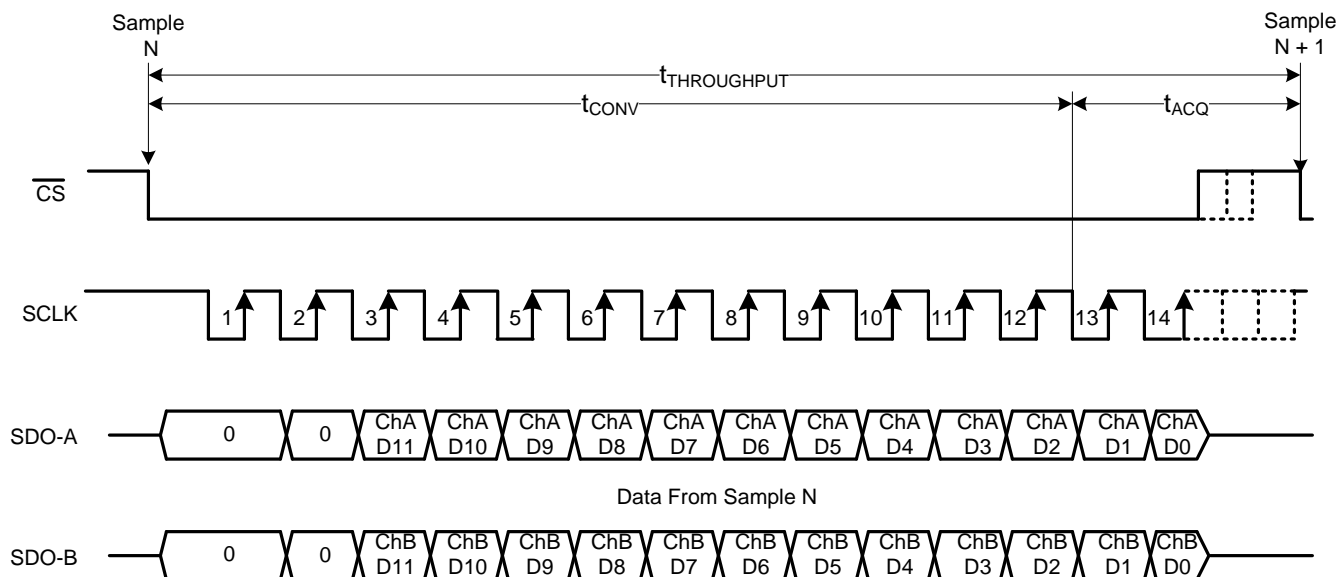 Sample
N
Sample
N + 1
tTHROUGHPUT
tCONV
tACQ
CS
SCLK
1 2 3 4 5 6 7 8 9 10 11 12 13 14
SDO-A
0 0 ChA ChA ChA ChA ChA ChA ChA ChA ChA ChA ChA ChA
D11 D10 D9 D8 D7 D6 D5 D4 D3 D2 D1 D0
Data From Sample N
SDO-B
0 0 ChB ChB ChB ChB ChB ChB ChB ChB ChB ChB ChB ChB
D11 D10 D9 D8 D7 D6 D5 D4 D3 D2 D1 D0